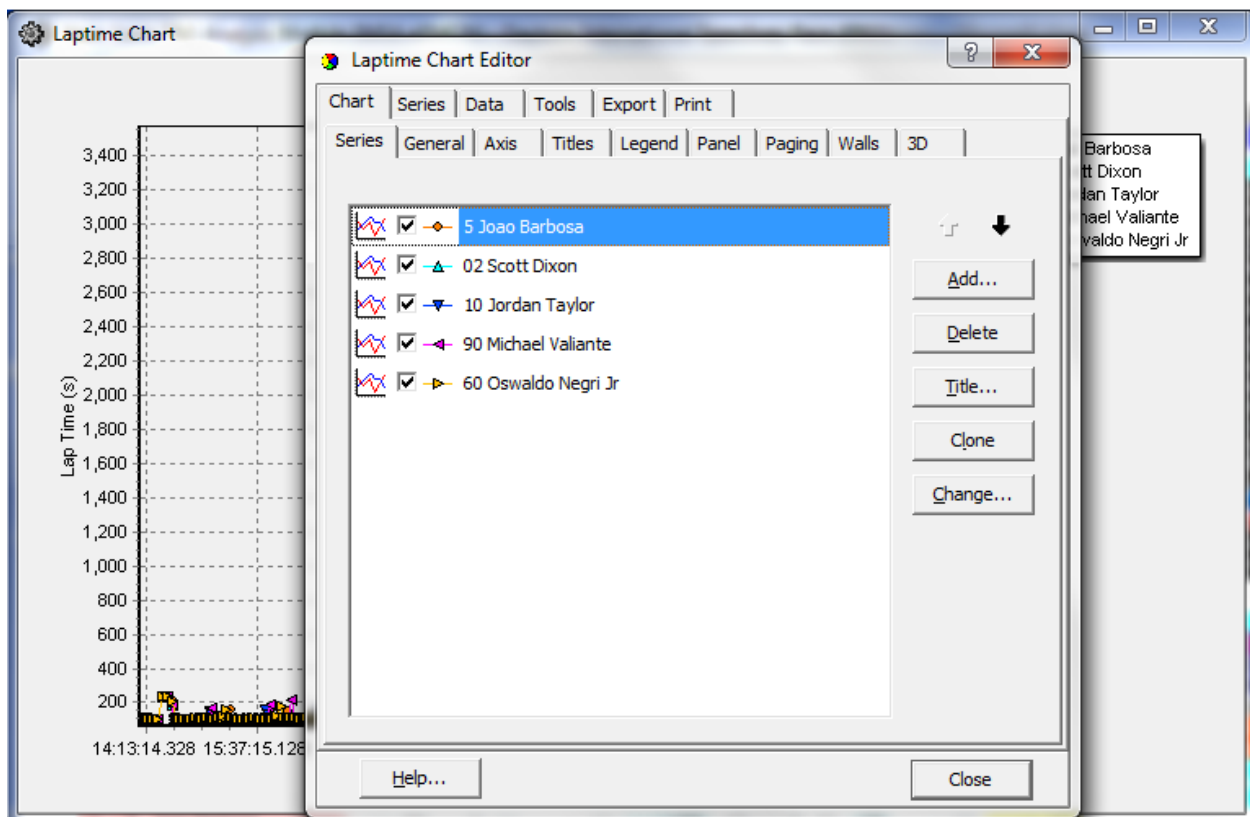 Laptime Chart
Laptime Chart Editor
Chart Series Data Tools Export Print
Series General Axis Titles Legend Panel Paging Walls 3D
5 Joao Barbosa
02 Scott Dixon
10 Jordan Taylor
90 Michael Valiante
60 Oswaldo Negri Jr
Add...
Delete
Title...
Clone
Change...
Help...
Close
Lap Time (s)
3,400
3,200
3,000
2,800
2,600
2,400
2,200
2,000
1,800
1,600
1,400
1,200
1,000
800
600
400
200
14:13:14.328 15:37:15.128
Barbosa
tt Dixon
dan Taylor
hael Valiante
waldo Negri Jr